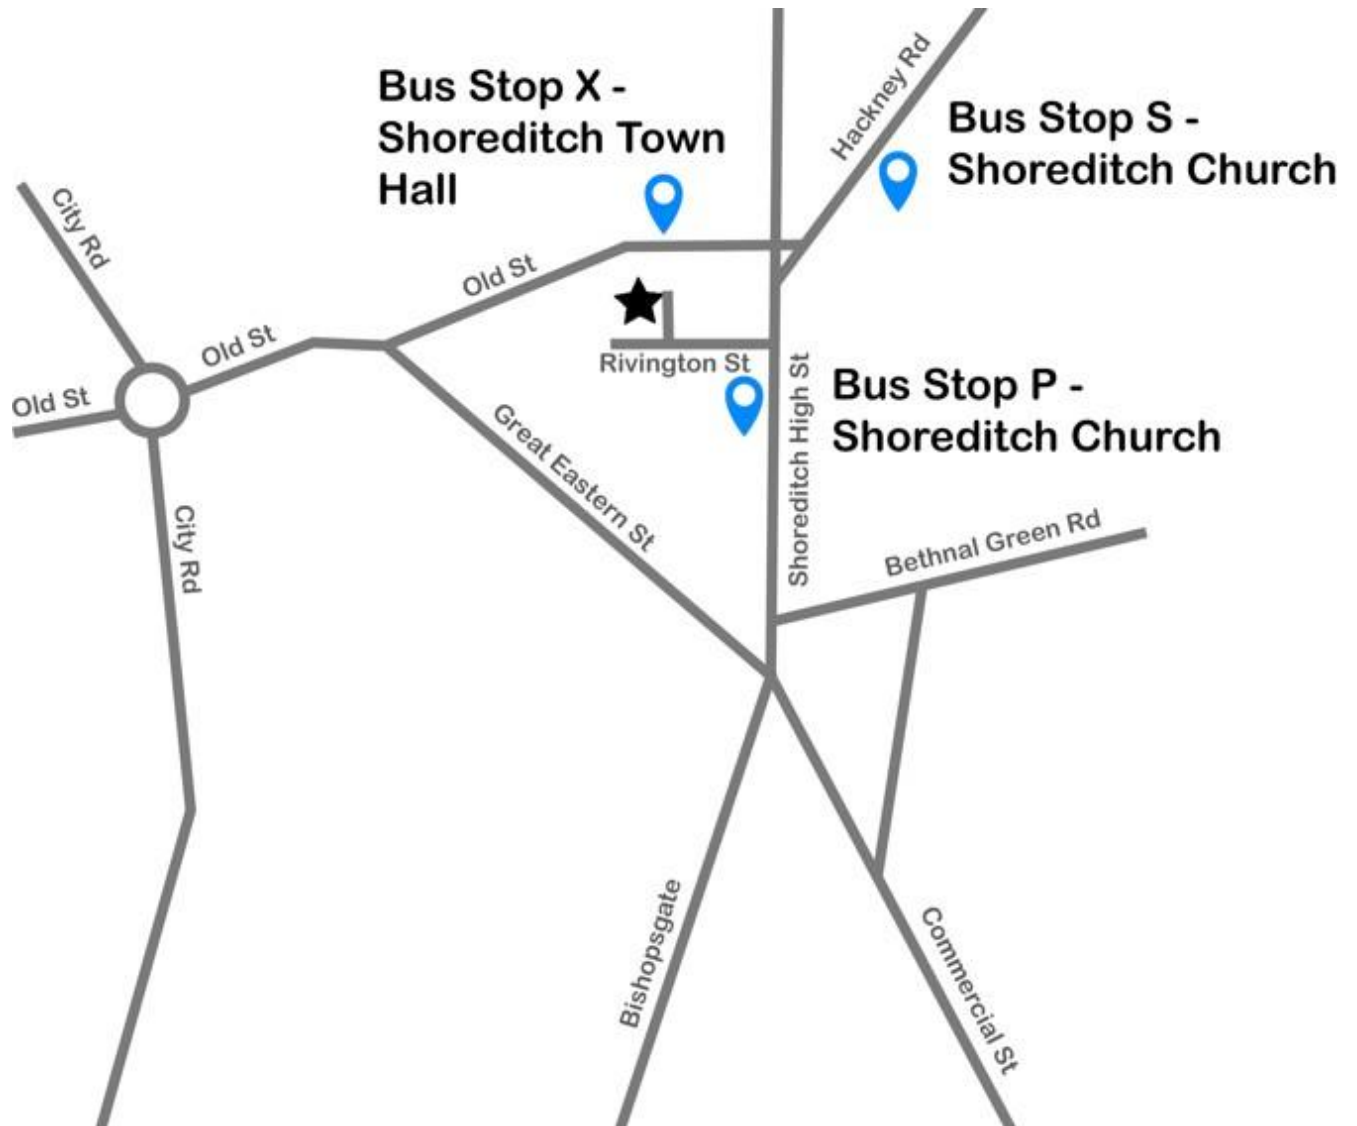 Bus Stop X -
Shoreditch Town
Hall
Hackney Rd
Bus Stop S -
Shoreditch Church
City Rd
Old St
Old St
Old St
Rivington St
Shoreditch High St
Bus Stop P -
Shoreditch Church
Great Eastern St
City Rd
Bethnal Green Rd
Bishopsgate
Commercial St